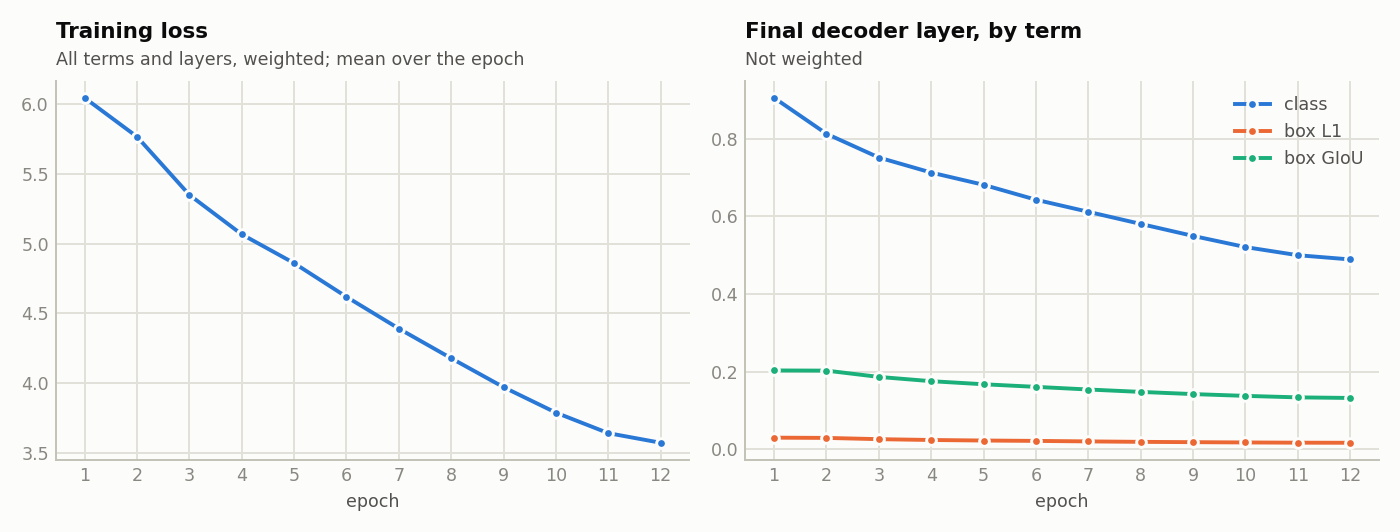 Training loss
All terms and layers, weighted; mean over the epoch
6.0
5.5
5.0
4.5
4.0
3.5
1 2 3 4 5 6 7 8 9 10 11 12
epoch
Final decoder layer, by term
Not weighted
class
box L1
box GIoU
0.8
0.6
0.4
0.2
0.0
1 2 3 4 5 6 7 8 9 10 11 12
epoch